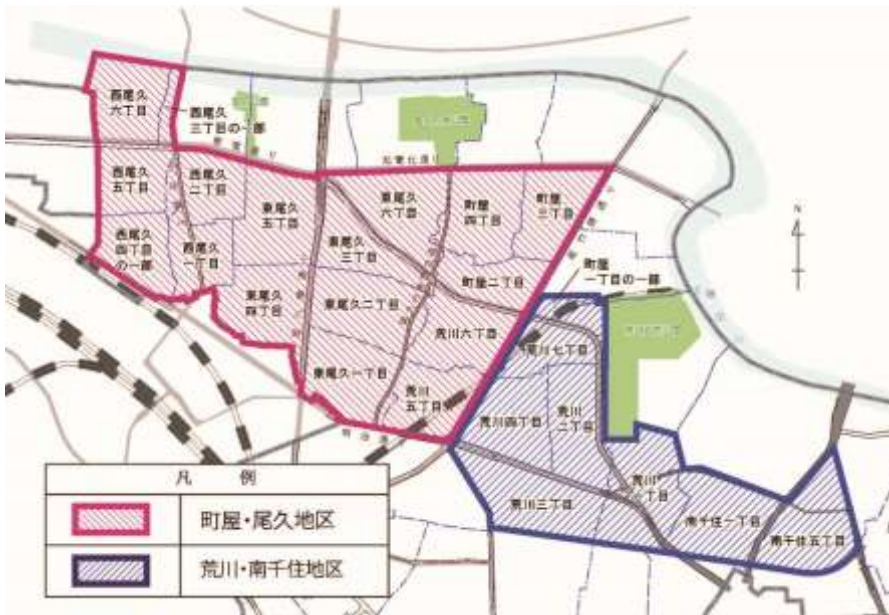 西尾久
六丁目
西尾久
三丁目の一部
西尾久
五丁目
西尾久
二丁目
西尾久
四丁目
の一部
西尾久
一丁目
東尾久
五丁目
東尾久
六丁目
東尾久
三丁目
東尾久
四丁目
東尾久二丁目
東尾久一丁目
町屋
四丁目
町屋
三丁目
町屋二丁目
町屋
一丁目の一部
荒川六丁目
荒川
五丁目
荒川七丁目
荒川四丁目
荒川
二丁目
荒川三丁目
荒川
一丁目
南千住一丁目
南千住五丁目
N
凡 例
町屋・尾久地区
荒川・南千住地区